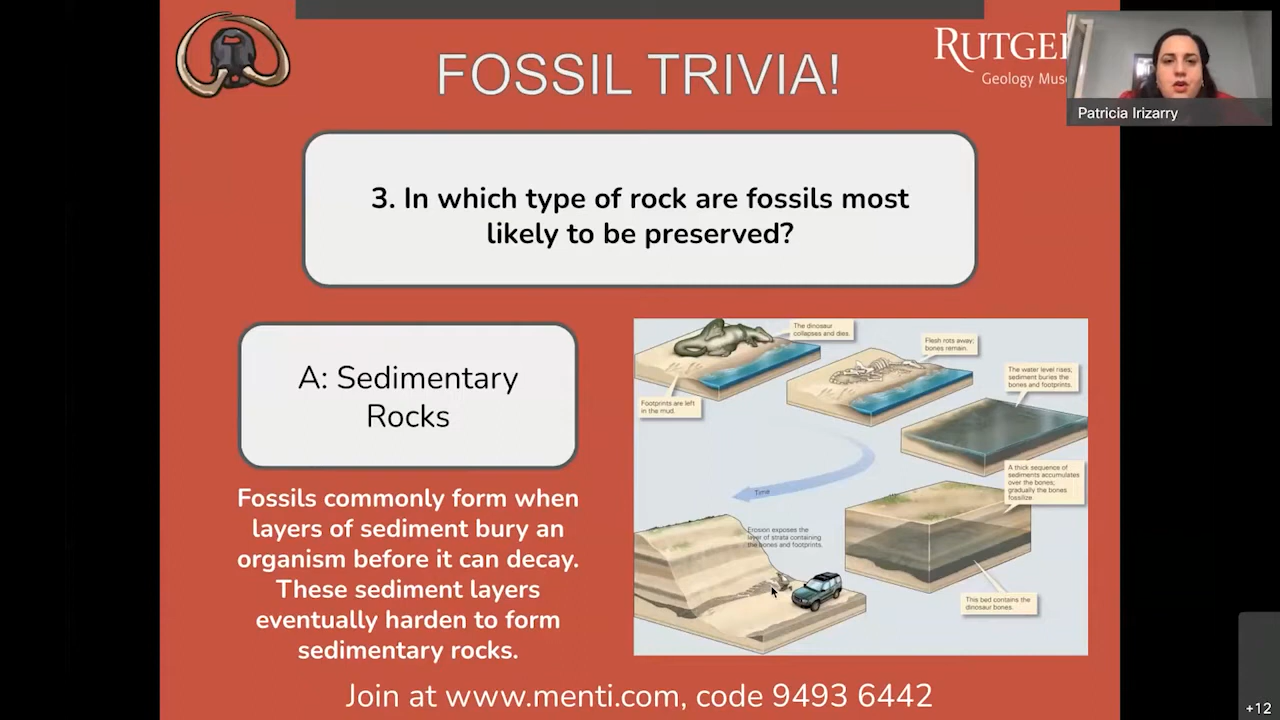 FOSSIL TRIVIA!
RUTGE
Geology Mus
Patricia Irizarry
3. In which type of rock are fossils most
likely to be preserved?
A: Sedimentary
Rocks
Fossils commonly form when
layers of sediment bury an
organism before it can decay.
These sediment layers
eventually harden to form
sedimentary rocks.
The dinosaur
collapses and dies.
Footprints are left
in the mud.
Flesh rots away;
bones remain.
The water level rises;
sediment buries the
bones and footprints.
A thick sequence of
sediments accumulates
over the bones;
gradually the bones
fossilize.
Time
Erosion exposes the
layer of strata containing
the bones and footprints.
This bed contains the
dinosaur bones.
Join at www.menti.com, code 9493 6442
+12